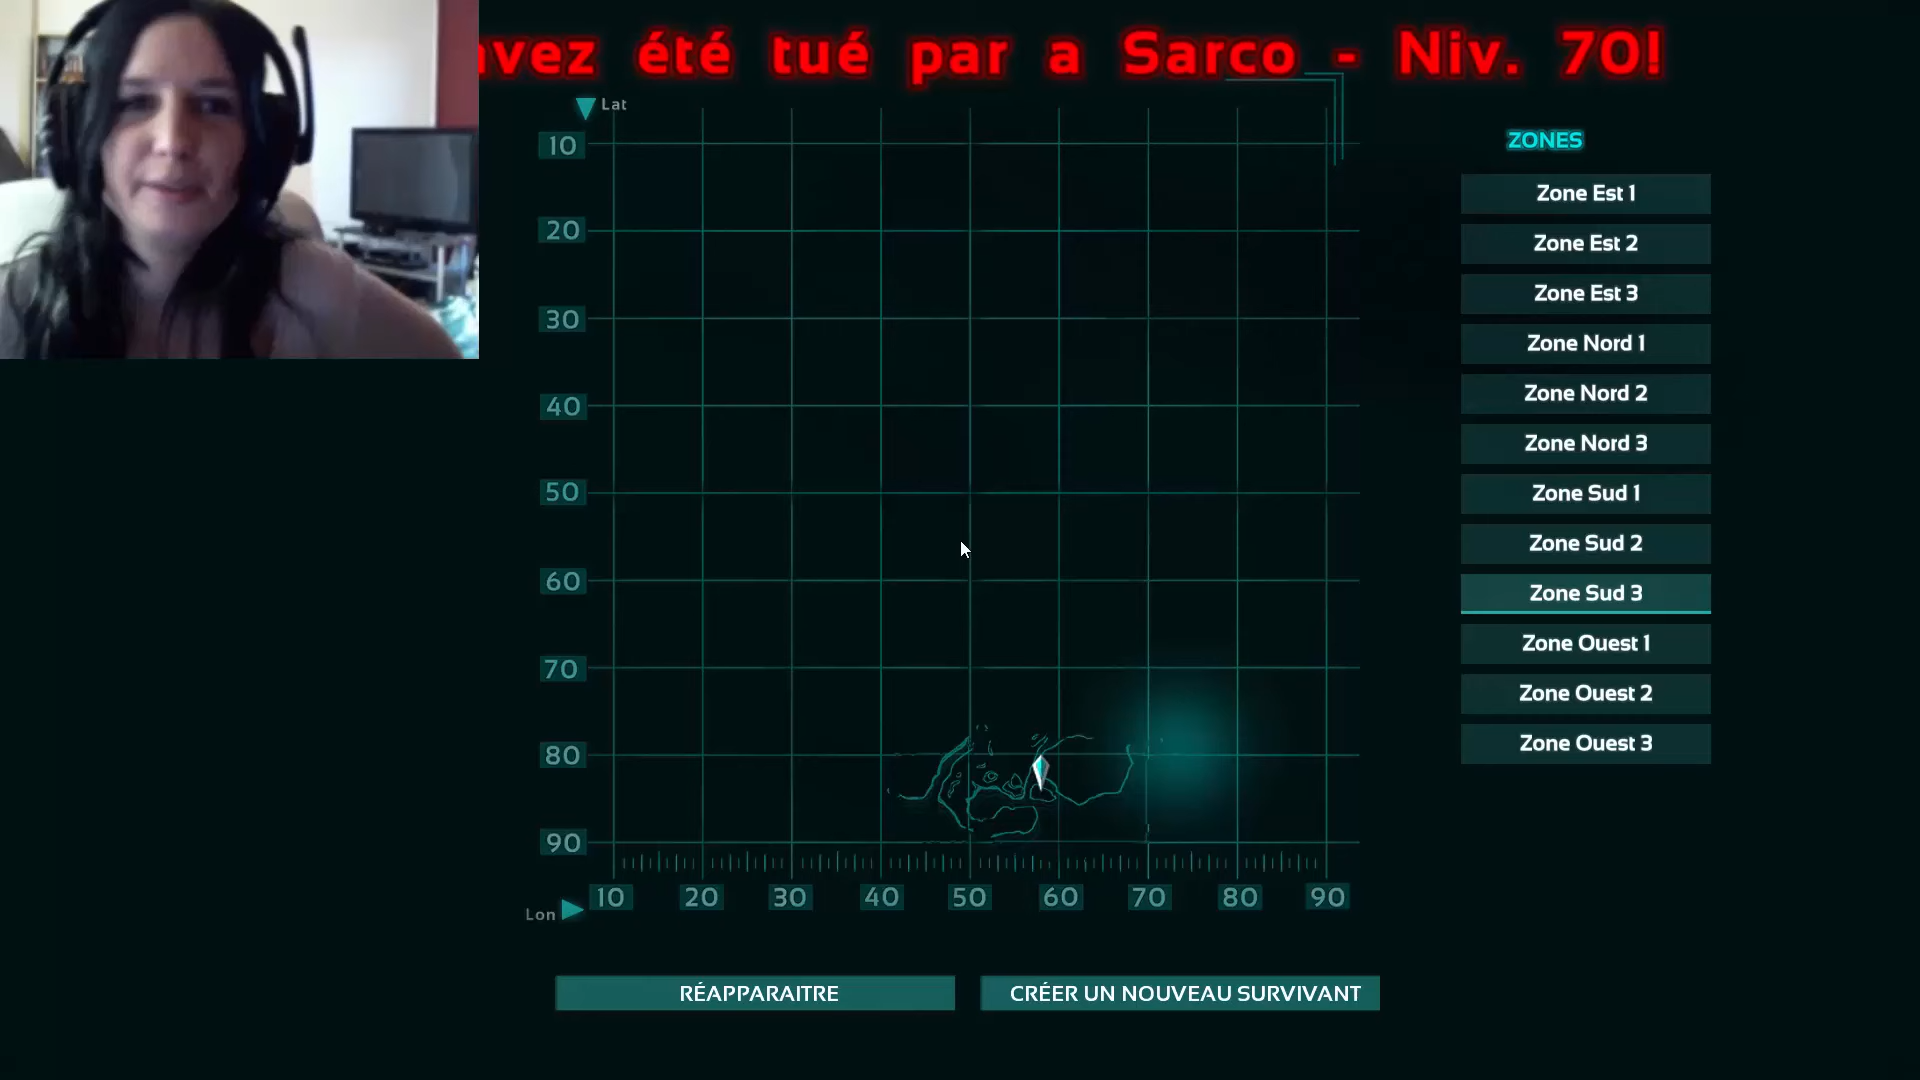 avez été tué par a Sarco - Niv. 70!
Lat
10
20
30
40
50
60
70
80
90
10 20 30 40 50 60 70 80 90
Lon
ZONES
Zone Est 1
Zone Est 2
Zone Est 3
Zone Nord 1
Zone Nord 2
Zone Nord 3
Zone Sud 1
Zone Sud 2
Zone Sud 3
Zone Ouest 1
Zone Ouest 2
Zone Ouest 3
RÉAPPARAITRE
CRÉER UN NOUVEAU SURVIVANT